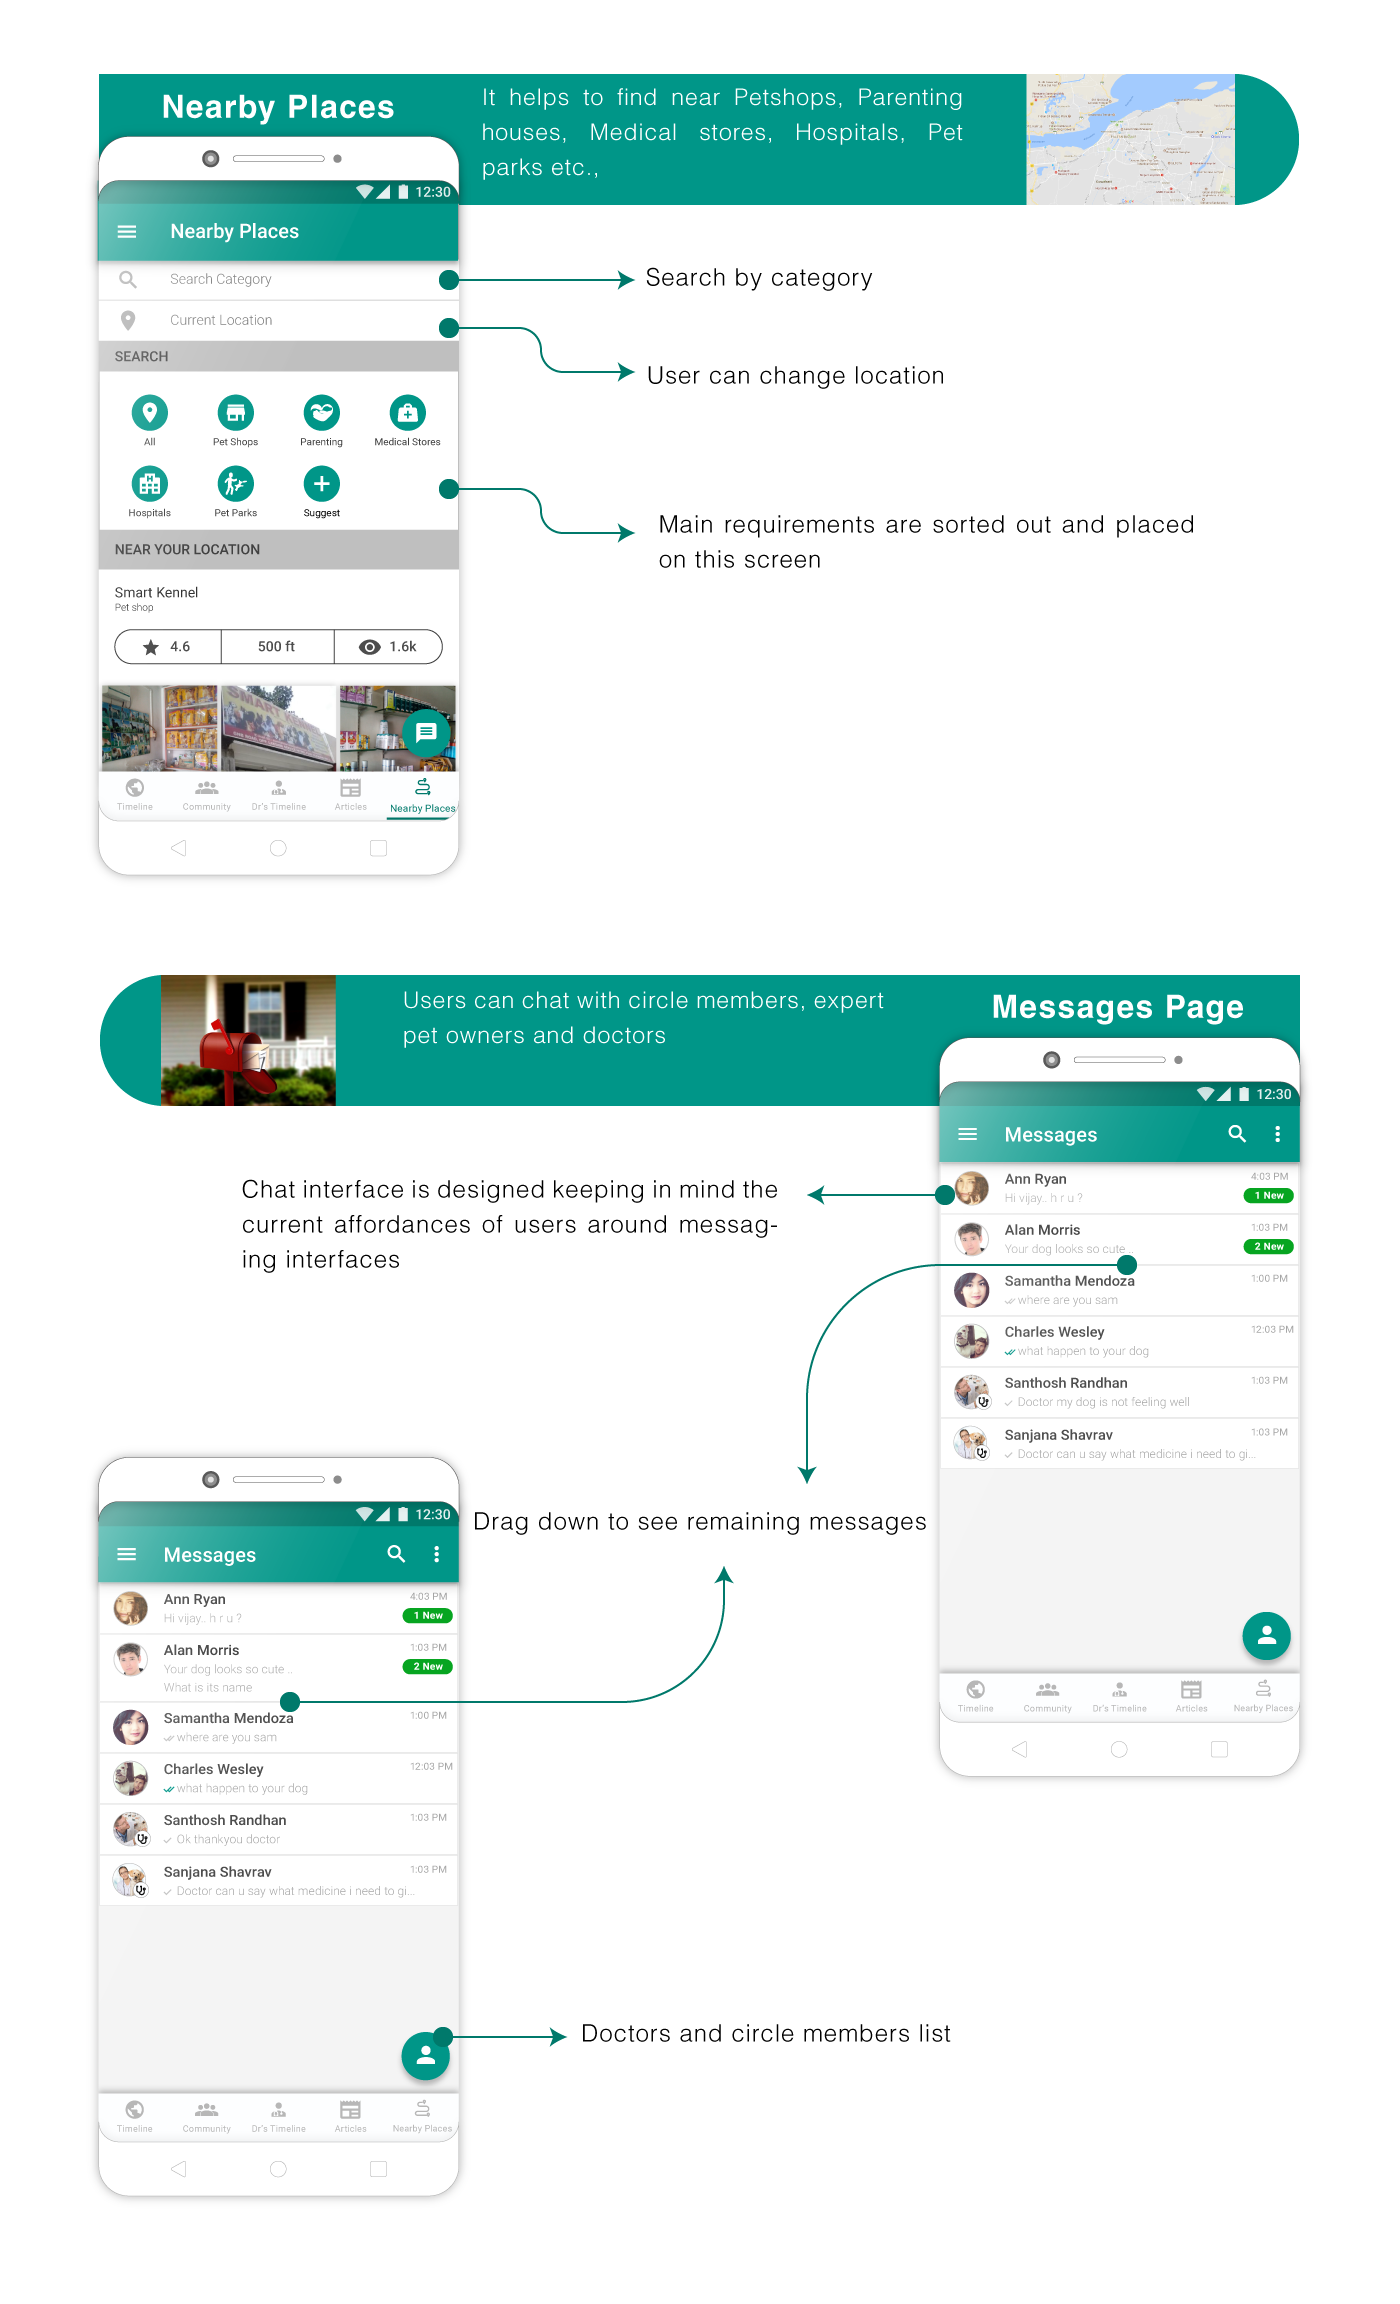 Nearby Places
It helps to find near Petshops, Parenting
houses, Medical stores, Hospitals, Pet
parks etc.,
12:30
Nearby Places
Search Category
Current Location
SEARCH
All
Pet Shops
Parenting
Medical Stores
Hospitals
Pet Parks
Suggest
NEAR YOUR LOCATION
Smart Kennel
Pet shop
4.6
500 ft
1.6k
SMART KE
Timeline
Community
Dr's Timeline
Articles
Nearby Places
Search by category
User can change location
Main requirements are sorted out and placed
on this screen
Users can chat with circle members, expert
pet owners and doctors
Messages Page
12:30
Messages
Ann Ryan
4:03 PM
Hi vijay.. h r u ?
1 New
Alan Morris
1:03 PM
Your dog looks so cute ..
2 New
Samantha Mendoza
1:00 PM
where are you sam
Charles Wesley
12:03 PM
what happen to your dog
Santhosh Randhan
1:03 PM
Doctor my dog is not feeling well
Sanjana Shavrav
1:03 PM
Doctor can u say what medicine i need to gi...
Timeline
Community
Dr's Timeline
Articles
Nearby Places
Chat interface is designed keeping in mind the
current affordances of users around messag-
ing interfaces
Drag down to see remaining messages
12:30
Messages
Ann Ryan
4:03 PM
Hi vijay.. h r u ?
1 New
Alan Morris
1:03 PM
Your dog looks so cute ..
2 New
What is its name
Samantha Mendoza
1:00 PM
where are you sam
Charles Wesley
12:03 PM
what happen to your dog
Santhosh Randhan
1:03 PM
Ok thankyou doctor
Sanjana Shavrav
1:03 PM
Doctor can u say what medicine i need to gi...
Doctors and circle members list
Timeline
Community
Dr's Timeline
Articles
Nearby Places